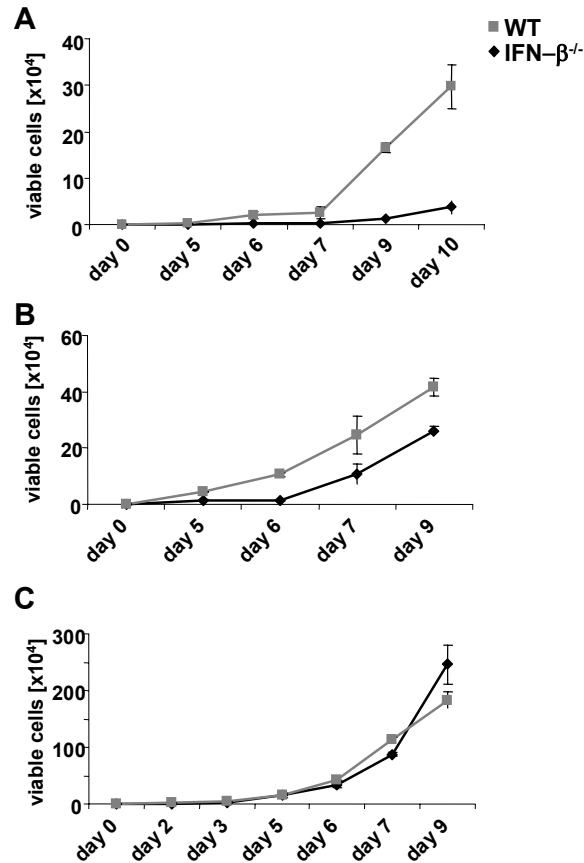 A
WT
IFN–β-/-
viable cells [x10⁴]
40
30
20
10
0
day 0 day 5 day 6 day 7 day 9 day 10
B
viable cells [x10⁴]
60
40
20
0
day 0 day 5 day 6 day 7 day 9
C
viable cells [x10⁴]
300
200
100
0
day 0 day 2 day 3 day 5 day 6 day 7 day 9